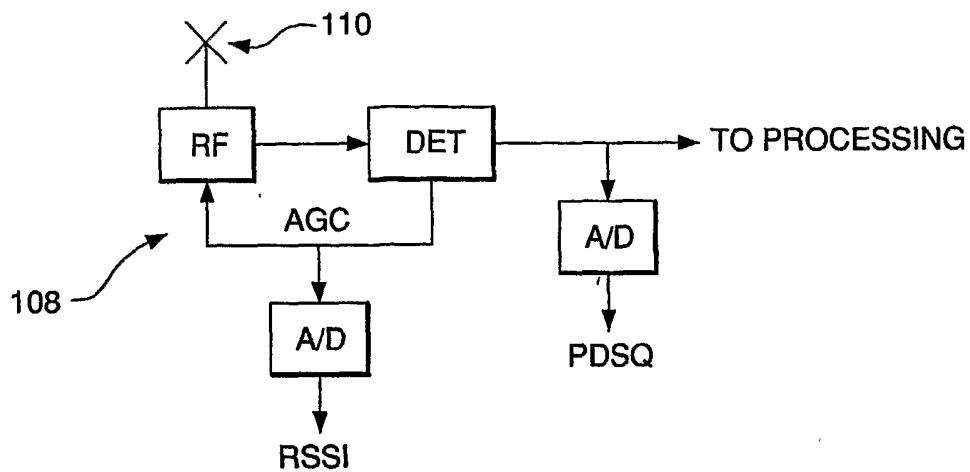 110
RF
DET
TO PROCESSING
AGC
A/D
108
A/D
PDSQ
RSSI